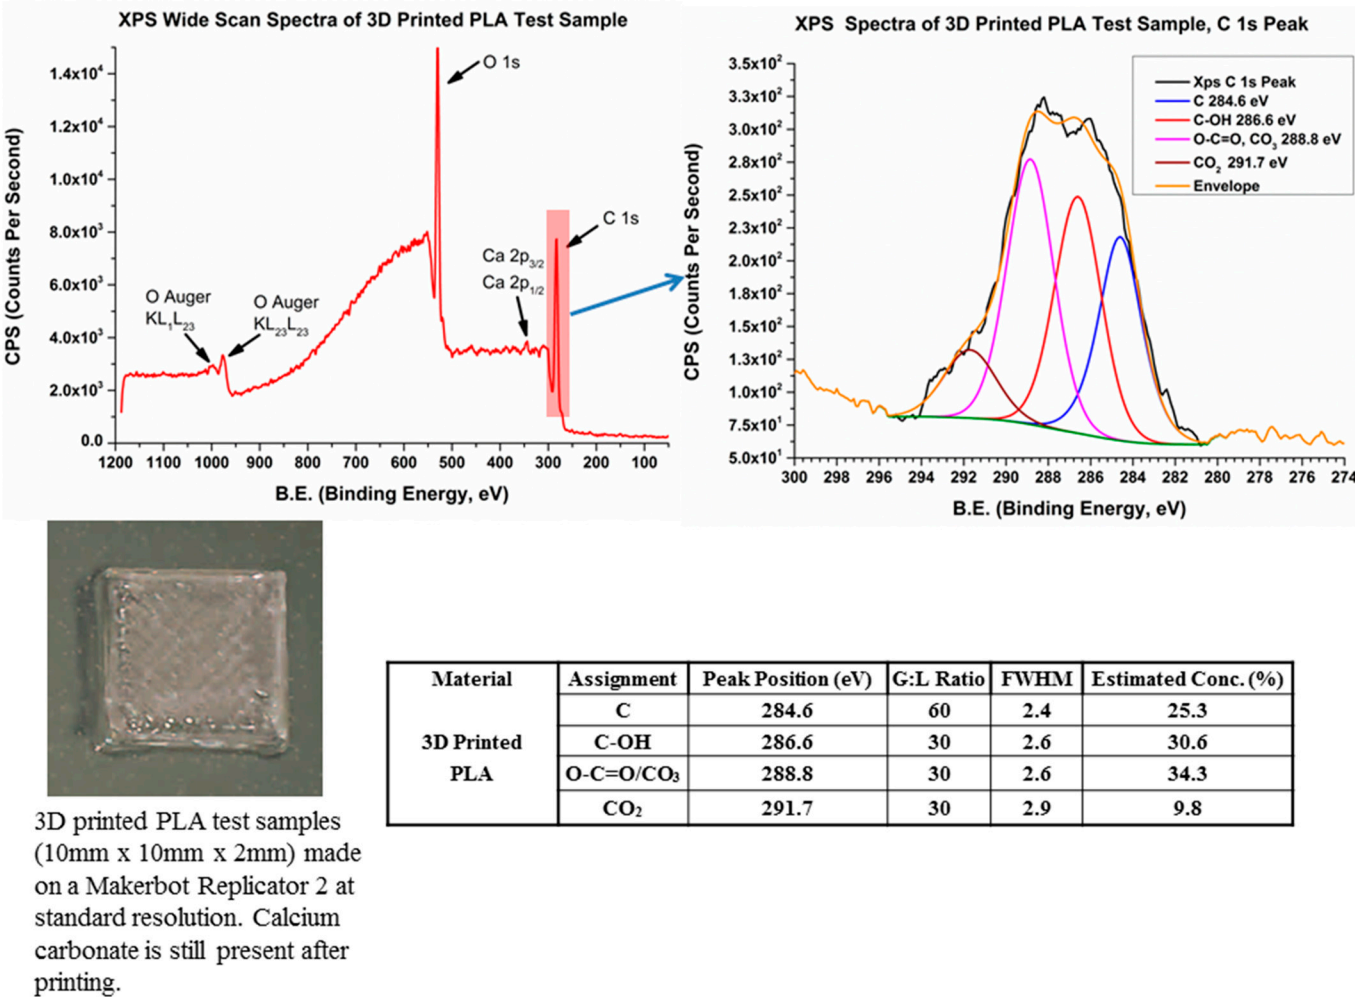 XPS Wide Scan Spectra of 3D Printed PLA Test Sample
CPS (Counts Per Second)
1.4x10⁴
1.2x10⁴
1.0x10⁴
8.0x10³
6.0x10³
4.0x10³
2.0x10³
0.0
O 1s
C 1s
Ca 2p3/2
Ca 2p1/2
O Auger
KL1L23
O Auger
KL23L23
1200 1100 1000 900 800 700 600 500 400 300 200 100
B.E. (Binding Energy, eV)
XPS Spectra of 3D Printed PLA Test Sample, C 1s Peak
CPS (Counts Per Second)
3.5x10²
3.3x10²
3.0x10²
2.8x10²
2.5x10²
2.3x10²
2.0x10²
1.8x10²
1.5x10²
1.3x10²
1.0x10²
7.5x10¹
5.0x10¹
Xps C 1s Peak
C 284.6 eV
C-OH 286.6 eV
O-C=O, CO3 288.8 eV
CO2 291.7 eV
Envelope
300 298 296 294 292 290 288 286 284 282 280 278 276 274
B.E. (Binding Energy, eV)
Material Assignment Peak Position (eV) G:L Ratio FWHM Estimated Conc. (%)
3D Printed
PLA
C 284.6 60 2.4 25.3
C-OH 286.6 30 2.6 30.6
O-C=O/CO3 288.8 30 2.6 34.3
CO2 291.7 30 2.9 9.8
3D printed PLA test samples
(10mm x 10mm x 2mm) made
on a Makerbot Replicator 2 at
standard resolution. Calcium
carbonate is still present after
printing.